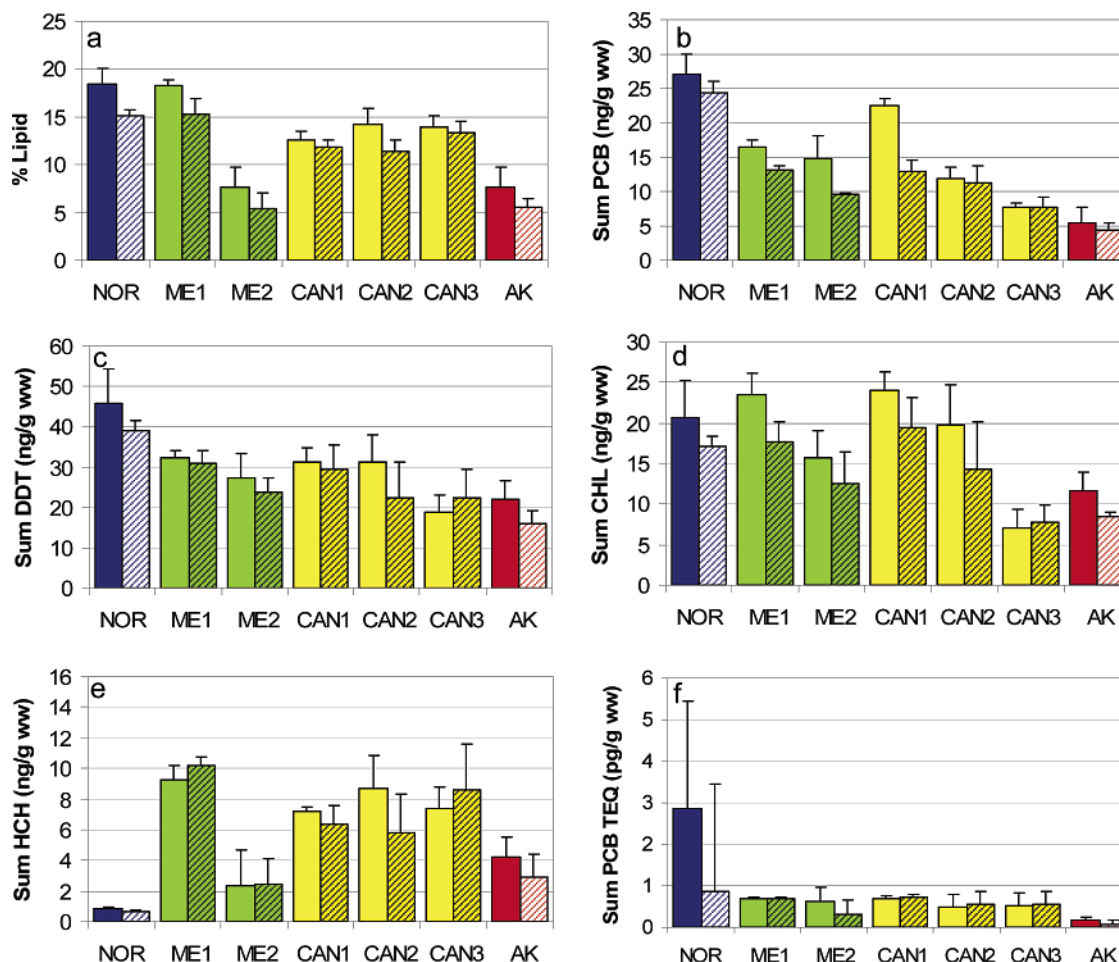 a
% Lipid
25
20
15
10
5
0
NOR ME1 ME2 CAN1 CAN2 CAN3 AK
b
Sum PCB (ng/g ww)
35
30
25
20
15
10
5
0
NOR ME1 ME2 CAN1 CAN2 CAN3 AK
c
Sum DDT (ng/g ww)
60
50
40
30
20
10
0
NOR ME1 ME2 CAN1 CAN2 CAN3 AK
d
Sum CHL (ng/g ww)
30
25
20
15
10
5
0
NOR ME1 ME2 CAN1 CAN2 CAN3 AK
e
Sum HCH (ng/g ww)
16
14
12
10
8
6
4
2
0
NOR ME1 ME2 CAN1 CAN2 CAN3 AK
f
Sum PCB TEQ (pg/g ww)
6
5
4
3
2
1
0
NOR ME1 ME2 CAN1 CAN2 CAN3 AK